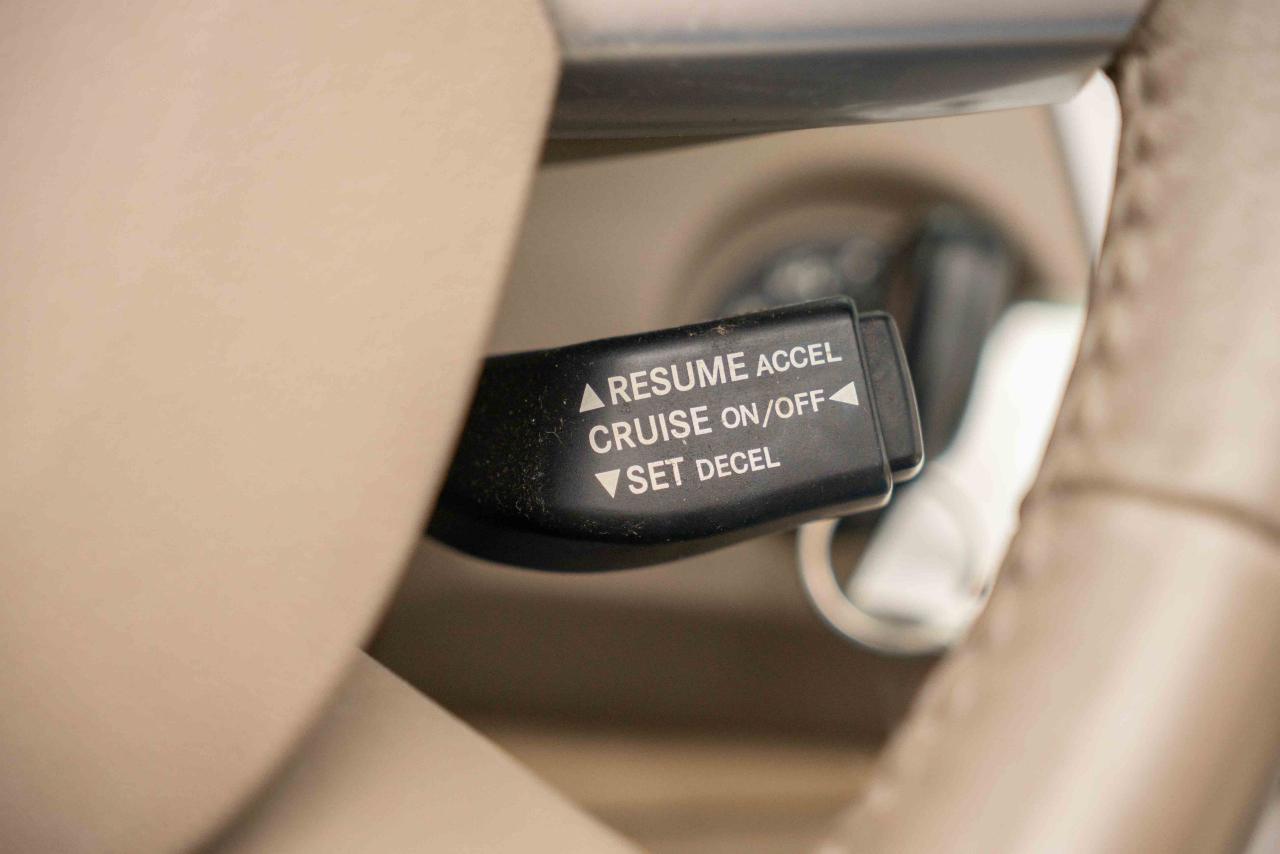 ▲RESUME ACCEL
CRUISE ON/OFF◀
▼SET DECEL